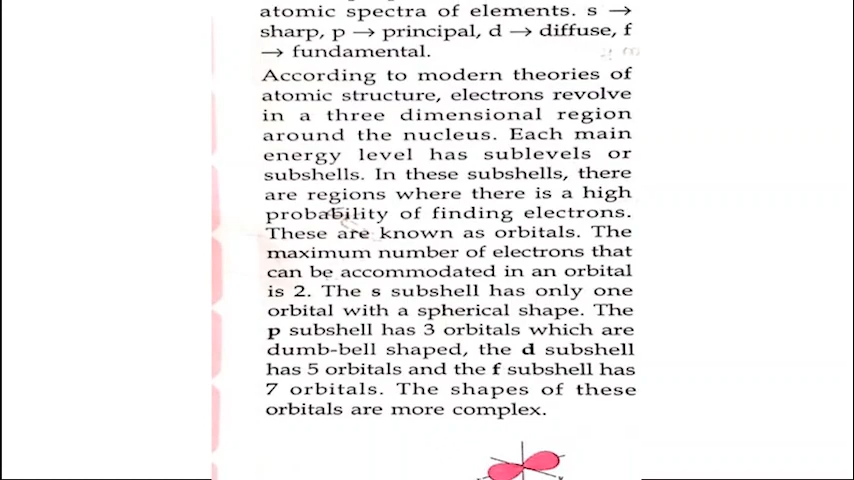 atomic spectra of elements. s →
sharp, p → principal, d → diffuse, f
→ fundamental.
According to modern theories of
atomic structure, electrons revolve
in a three dimensional region
around the nucleus. Each main
energy level has sublevels or
subshells. In these subshells, there
are regions where there is a high
probability of finding electrons.
These are known as orbitals. The
maximum number of electrons that
can be accommodated in an orbital
is 2. The s subshell has only one
orbital with a spherical shape. The
p subshell has 3 orbitals which are
dumb-bell shaped, the d subshell
has 5 orbitals and the f subshell has
7 orbitals. The shapes of these
orbitals are more complex.